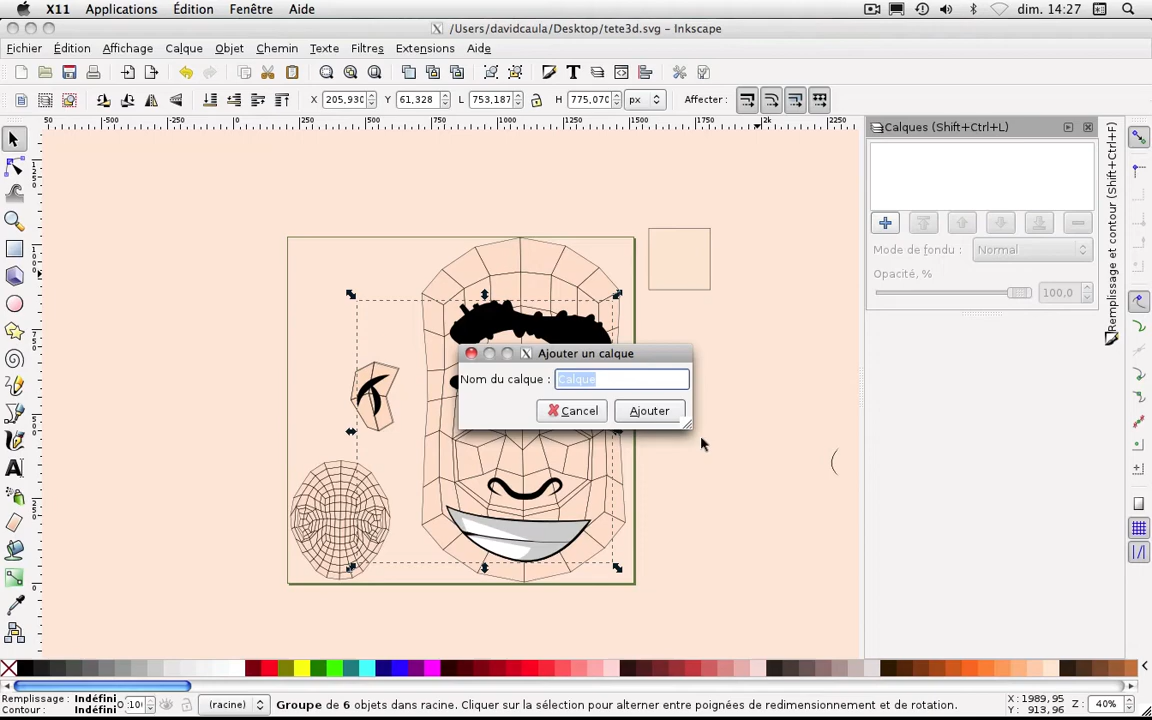 X11 Applications Édition Fenêtre Aide dim. 14:27
/Users/davidcaula/Desktop/tete3d.svg - Inkscape
Fichier Édition Affichage Calque Objet Chemin Texte Filtres Extensions Aide
X 205,930 Y 61,328 L 753,187 H 775,070 px Affecter :
Calques (Shift+Ctrl+L)
Remplissage et contour (Shift+Ctrl+F)
Mode de fondu : Normal
Opacité, % 100,0
Ajouter un calque
Nom du calque : Calque
Cancel Ajouter
Remplissage : Indéfini
Contour : Indéfini
(racine) Groupe de 6 objets dans racine. Cliquer sur la sélection pour alterner entre poignées de redimensionnement et de rotation.
X : 1989,95
Y : 913,96
Z : 40%